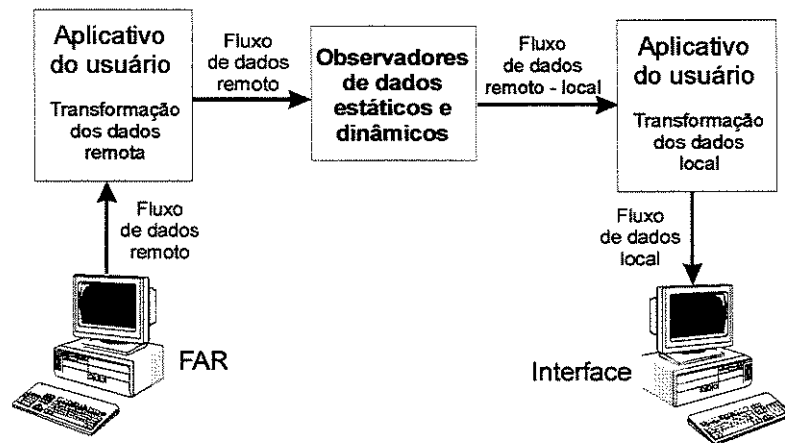 Aplicativo
do usuário
Transformação
dos dados
remota
Fluxo
de dados
remoto
Observadores
de dados
estáticos e
dinâmicos
Fluxo
de dados
remoto - local
Aplicativo
do usuário
Transformação
dos dados
local
Fluxo
de dados
remoto
Fluxo
de dados
local
FAR
Interface